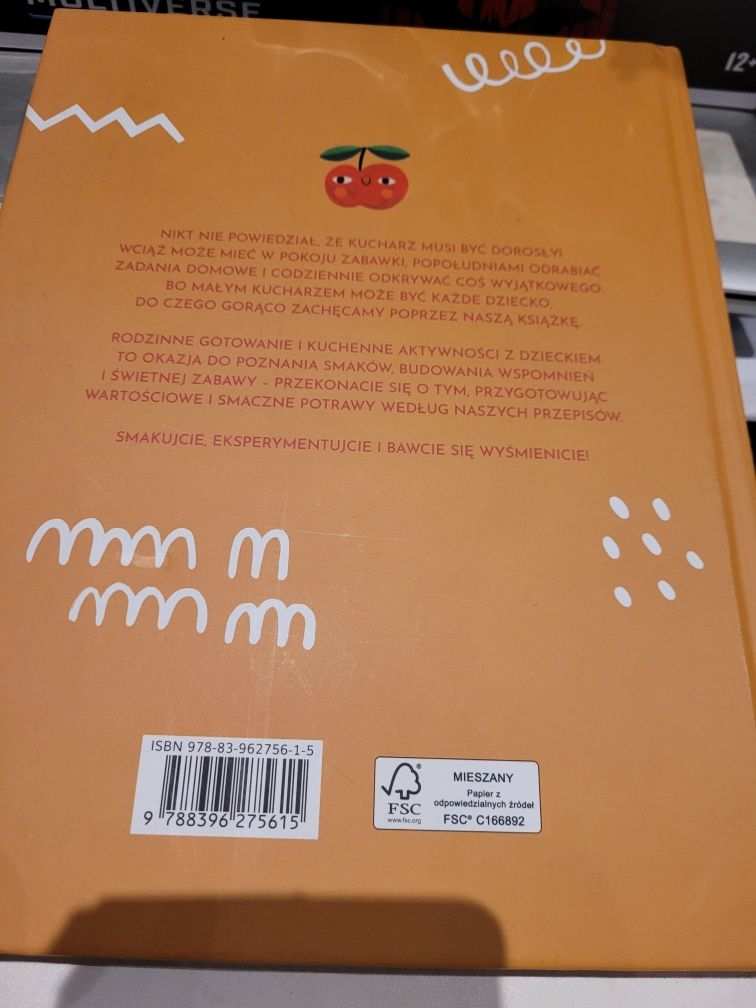 MULTIVERSE
12+
NIKT NIE POWIEDZIAŁ, ŻE KUCHARZ MUSI BYĆ DOROSŁY!
WCIĄŻ MOŻE MIEĆ W POKOJU ZABAWKI, POPOŁUDNIAMI ODRABIAĆ
ZADANIA DOMOWE I CODZIENNIE ODKRYWAĆ COŚ WYJĄTKOWEGO.
BO MAŁYM KUCHARZEM MOŻE BYĆ KAŻDE DZIECKO,
DO CZEGO GORĄCO ZACHĘCAMY POPRZEZ NASZĄ KSIĄŻKĘ.
RODZINNE GOTOWANIE I KUCHENNE AKTYWNOŚCI Z DZIECKIEM
TO OKAZJA DO POZNANIA SMAKÓW, BUDOWANIA WSPOMNIEŃ
I ŚWIETNEJ ZABAWY – PRZEKONACIE SIĘ O TYM, PRZYGOTOWUJĄC
WARTOŚCIOWE I SMACZNE POTRAWY WEDŁUG NASZYCH PRZEPISÓW.
SMAKUJCIE, EKSPERYMENTUJCIE I BAWCIE SIĘ WYŚMIENICIE!
ISBN 978-83-962756-1-5
9 788396 275615
FSC
www.fsc.org
MIESZANY
Papier z
odpowiedzialnych źródeł
FSC® C166892